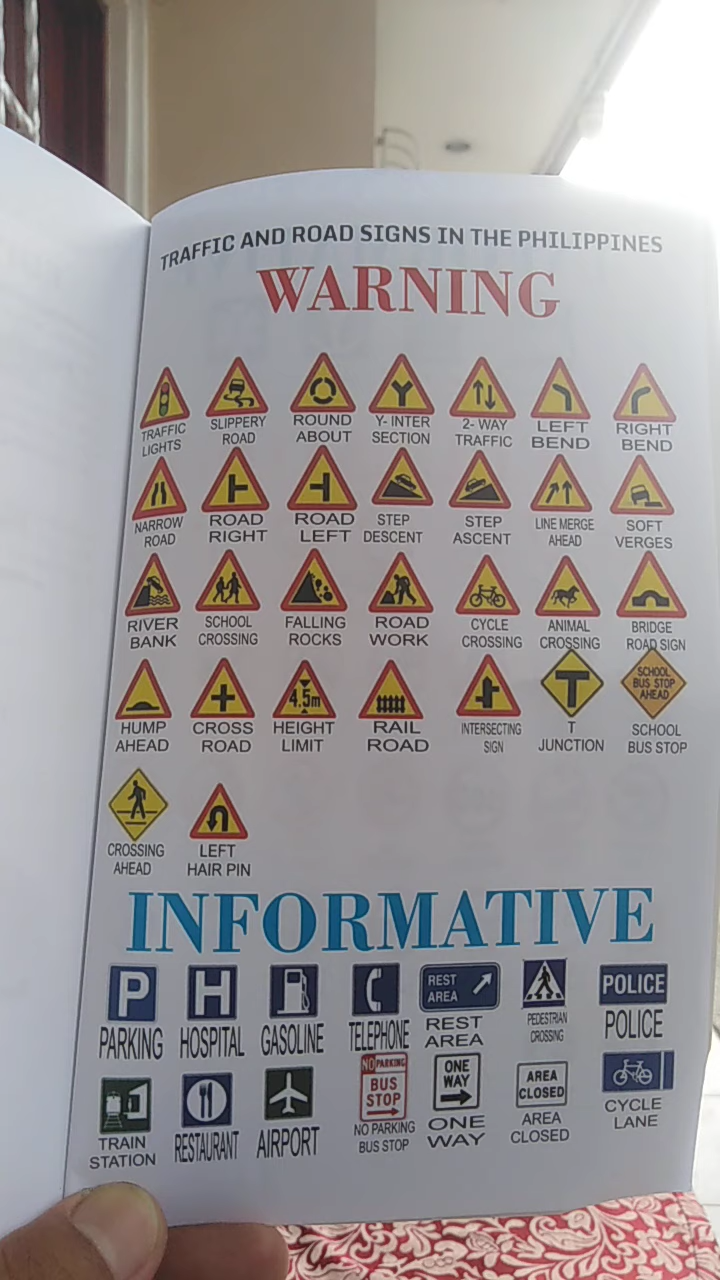 TRAFFIC AND ROAD SIGNS IN THE PHILIPPINES
WARNING
TRAFFIC LIGHTS
SLIPPERY ROAD
ROUND ABOUT
Y- INTER SECTION
2- WAY TRAFFIC
LEFT BEND
RIGHT BEND
NARROW ROAD
ROAD RIGHT
ROAD LEFT
STEP DESCENT
STEP ASCENT
LINE MERGE AHEAD
SOFT VERGES
RIVER BANK
SCHOOL CROSSING
FALLING ROCKS
ROAD WORK
CYCLE CROSSING
ANIMAL CROSSING
BRIDGE ROAD SIGN
HUMP AHEAD
CROSS ROAD
4.5m
HEIGHT LIMIT
RAIL ROAD
INTERSECTING SIGN
T JUNCTION
SCHOOL BUS STOP AHEAD
SCHOOL BUS STOP
CROSSING AHEAD
LEFT HAIR PIN
INFORMATIVE
P
PARKING
H
HOSPITAL
GASOLINE
TELEPHONE
REST AREA
REST AREA
PEDESTRIAN CROSSING
POLICE
POLICE
TRAIN STATION
RESTAURANT
AIRPORT
NO PARKING
BUS STOP
NO PARKING BUS STOP
ONE WAY
ONE WAY
AREA CLOSED
AREA CLOSED
CYCLE LANE